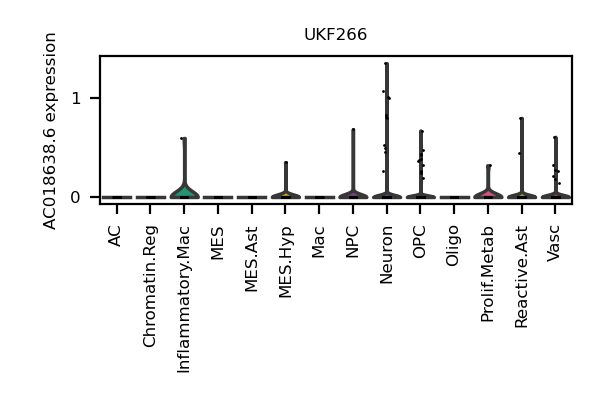 UKF266
AC018638.6 expression
1
0
AC
Chromatin.Reg
Inflammatory.Mac
MES
MES.Ast
MES.Hyp
Mac
NPC
Neuron
OPC
Oligo
Prolif.Metab
Reactive.Ast
Vasc